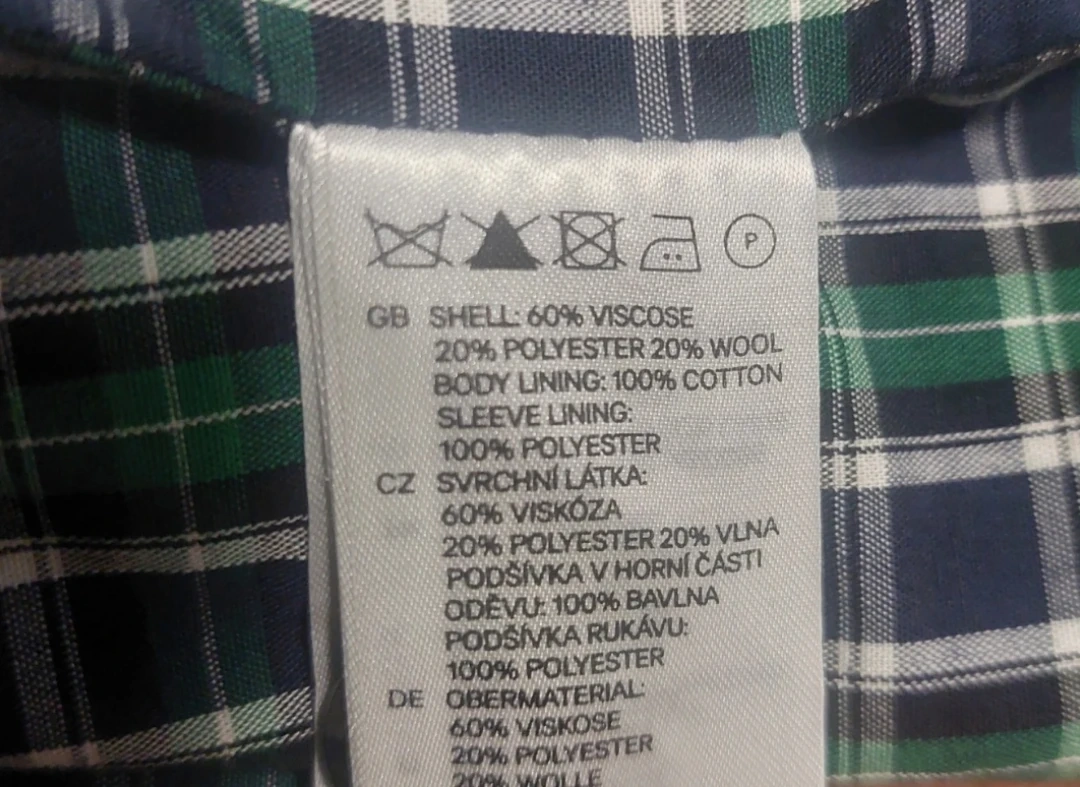 P
GB SHELL: 60% VISCOSE
20% POLYESTER 20% WOOL
BODY LINING: 100% COTTON
SLEEVE LINING:
100% POLYESTER
CZ SVRCHNÍ LÁTKA:
60% VISKÓZA
20% POLYESTER 20% VLNA
PODŠÍVKA V HORNÍ ČÁSTI
ODĚVU: 100% BAVLNA
PODŠÍVKA RUKÁVU:
100% POLYESTER
DE OBERMATERIAL:
60% VISKOSE
20% POLYESTER
20% WOLLE